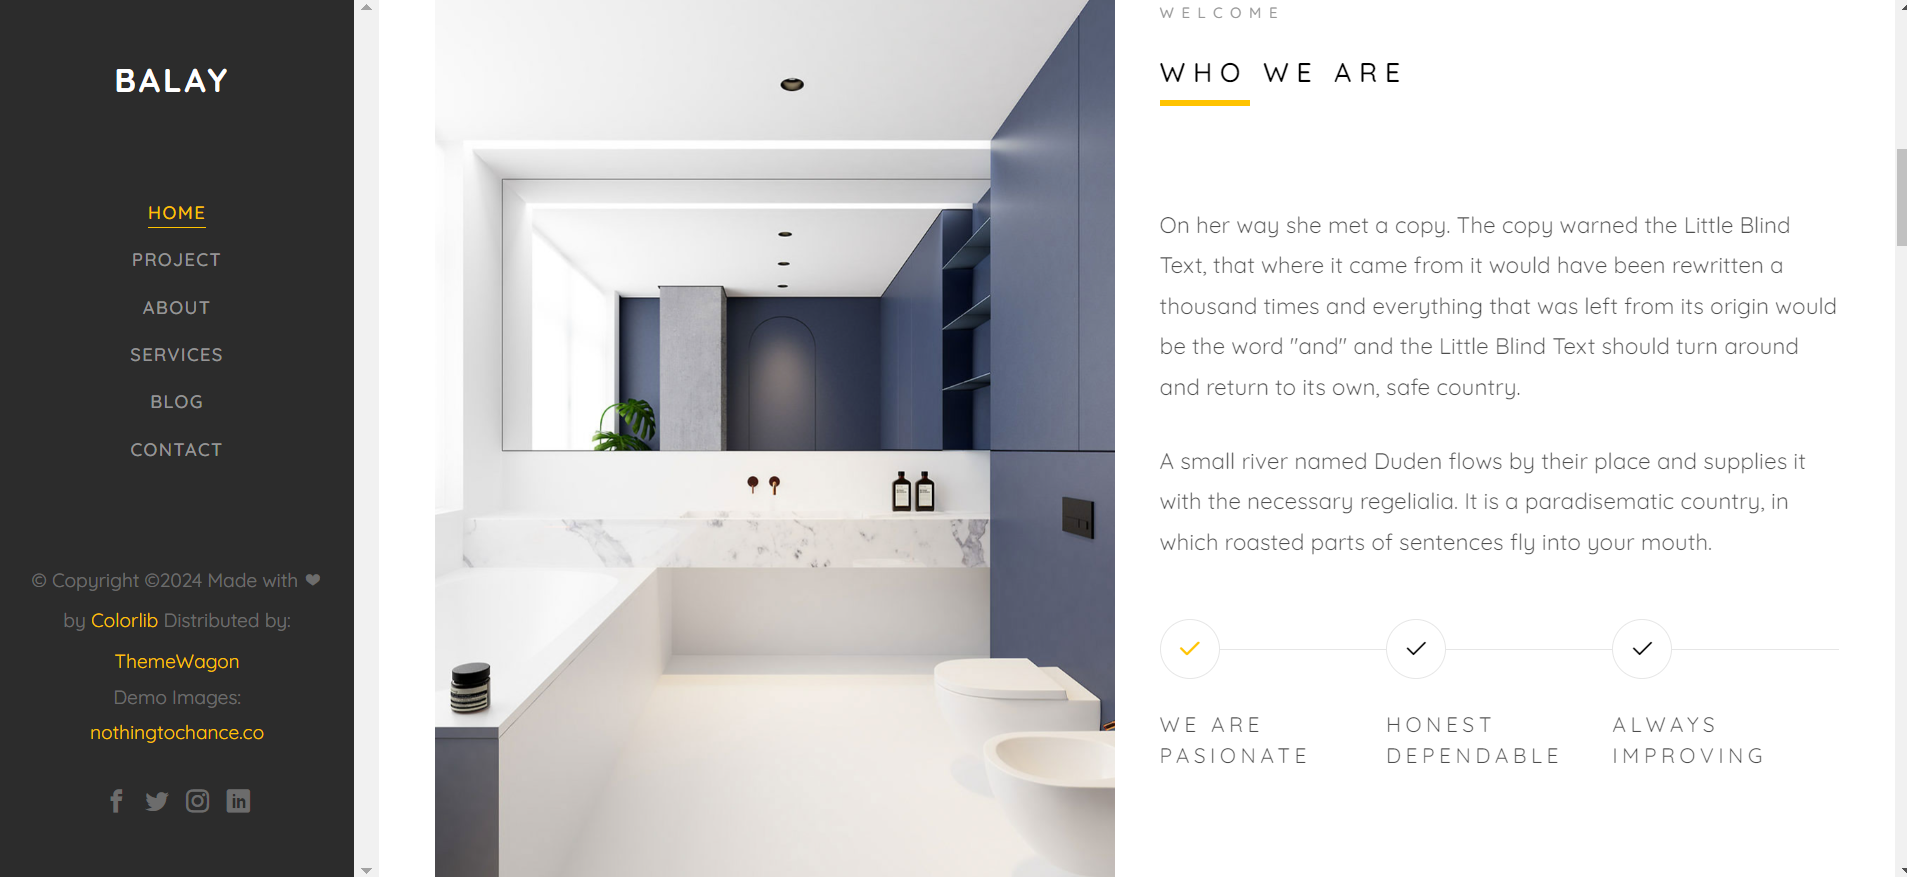 BALAY
HOME
PROJECT
ABOUT
SERVICES
BLOG
CONTACT
© Copyright ©2024 Made with ❤
by Colorlib Distributed by:
ThemeWagon
Demo Images:
nothingtochance.co
WELCOME
WHO WE ARE
On her way she met a copy. The copy warned the Little Blind
Text, that where it came from it would have been rewritten a
thousand times and everything that was left from its origin would
be the word "and" and the Little Blind Text should turn around
and return to its own, safe country.
A small river named Duden flows by their place and supplies it
with the necessary regelialia. It is a paradisematic country, in
which roasted parts of sentences fly into your mouth.
WE ARE
PASIONATE
HONEST
DEPENDABLE
ALWAYS
IMPROVING